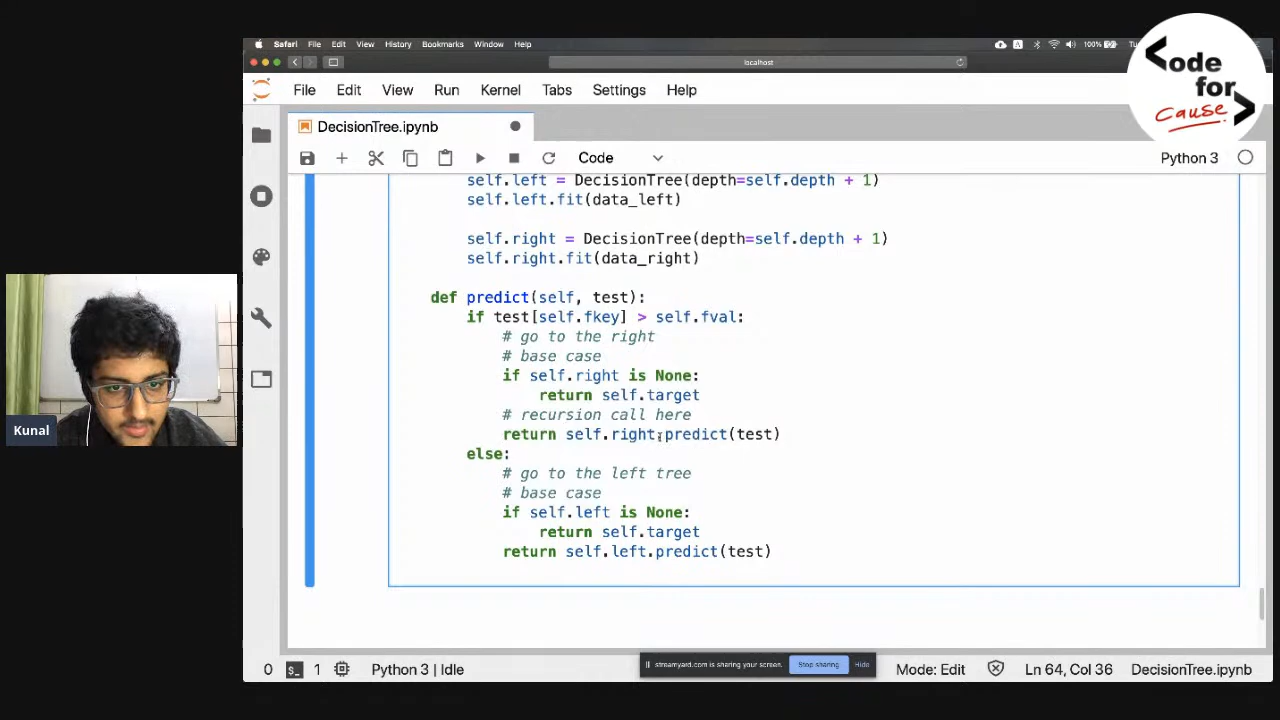 Safari File Edit View History Bookmarks Window Help
100%
localhost
<ode for cause>
File Edit View Run Kernel Tabs Settings Help
DecisionTree.ipynb
Code
Python 3
self.left = DecisionTree(depth=self.depth + 1)
self.left.fit(data_left)
self.right = DecisionTree(depth=self.depth + 1)
self.right.fit(data_right)
def predict(self, test):
if test[self.fkey] > self.fval:
# go to the right
# base case
if self.right is None:
return self.target
# recursion call here
return self.right.predict(test)
else:
# go to the left tree
# base case
if self.left is None:
return self.target
return self.left.predict(test)
Kunal
streamyard.com is sharing your screen.
Stop sharing
Hide
0
1
Python 3 | Idle
Mode: Edit
Ln 64, Col 36
DecisionTree.ipynb